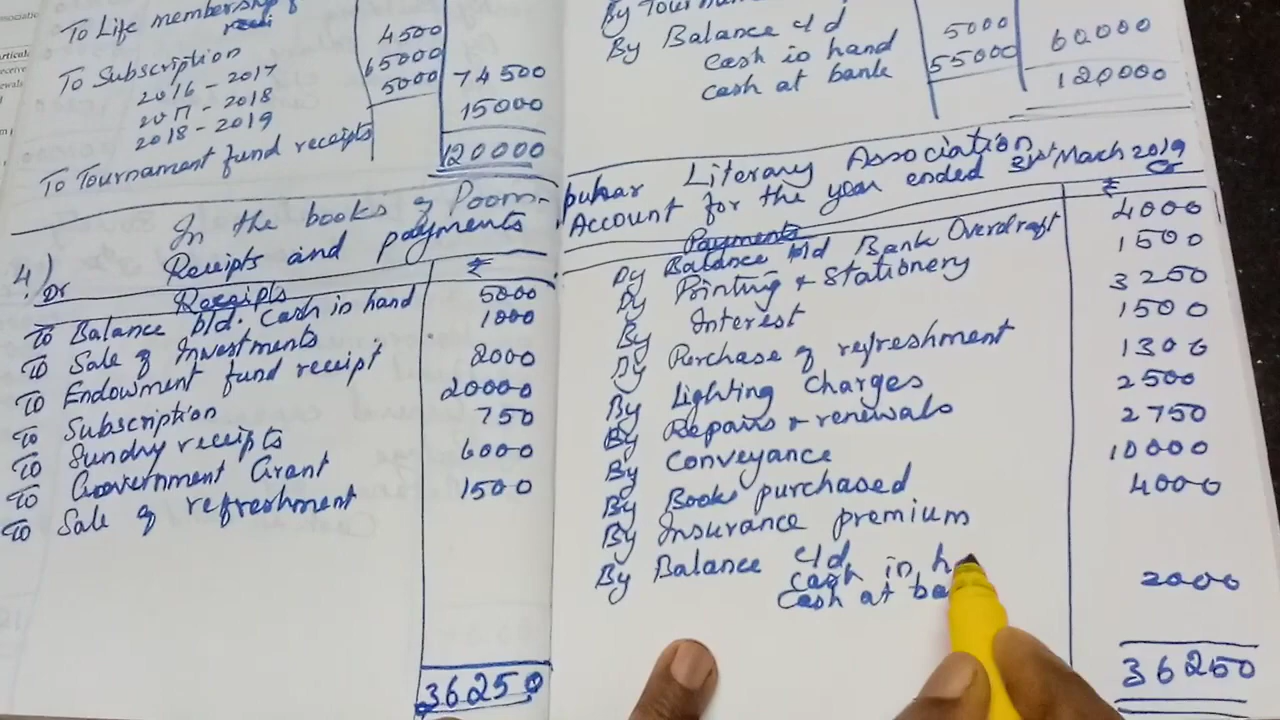 To Life membership
4500
To Subscription
65000
2016 - 2017
5000
74500
2017 - 2018
15000
2018 - 2019
To Tournament fund receipts
120000
By Balance c/d
5000
60000
Cash in hand
55000
Cash at bank
120000
In the books of Poom-puhar Literary Association
4.) Receipts and payments Account for the year ended 31st March 2019
Dr
Receipts ₹
To Balance b/d. Cash in hand 5000
To Sale of Investments 1000
To Endowment fund receipt 2000
To Subscription 20000
To Sundry receipts 750
To Government Grant 6000
To Sale of refreshment 1500
36250
Cr
Payments ₹
By Balance b/d Bank Overdraft 4000
By Printing & Stationery 1500
By Interest 3250
By Purchase of refreshment 1500
By Lighting Charges 1300
By Repairs & renewals 2500
By Conveyance 2750
By Books purchased 10000
By Insurance premium 4000
By Balance c/d
Cash in
Cash at 2000
36250